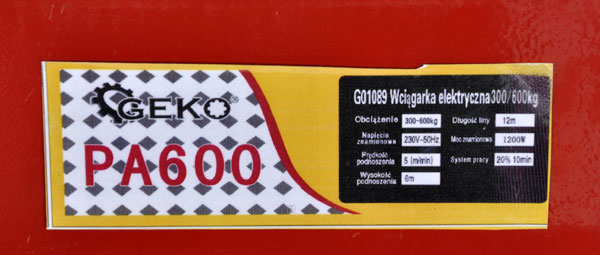 GEKO®
PA600
G01089 Wciągarka elektryczna300/600kg
Obciążenie 300-600kg Długość liny 12m
Napięcie
znamionowe 230V~50Hz Moc znamionowa 1200W
Prędkość
podnoszenia 5 (m/min) System pracy 20% 10min
Wysokość
podnoszenia 6m